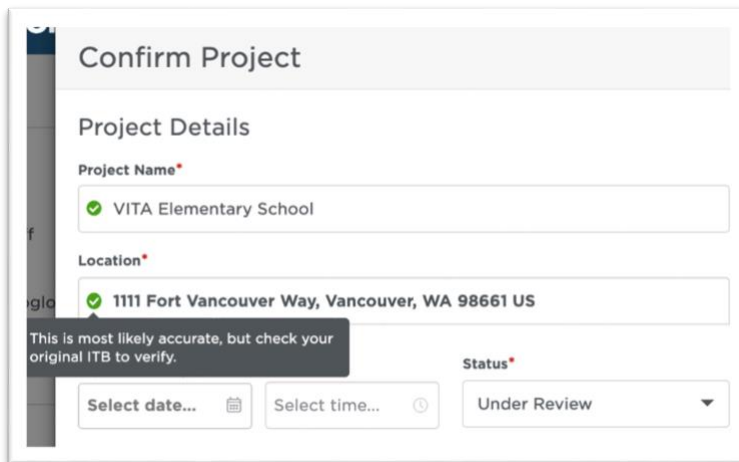 Confirm Project
Project Details
Project Name*
VITA Elementary School
Location*
1111 Fort Vancouver Way, Vancouver, WA 98661 US
This is most likely accurate, but check your
original ITB to verify.
Status*
Select date... Select time... Under Review